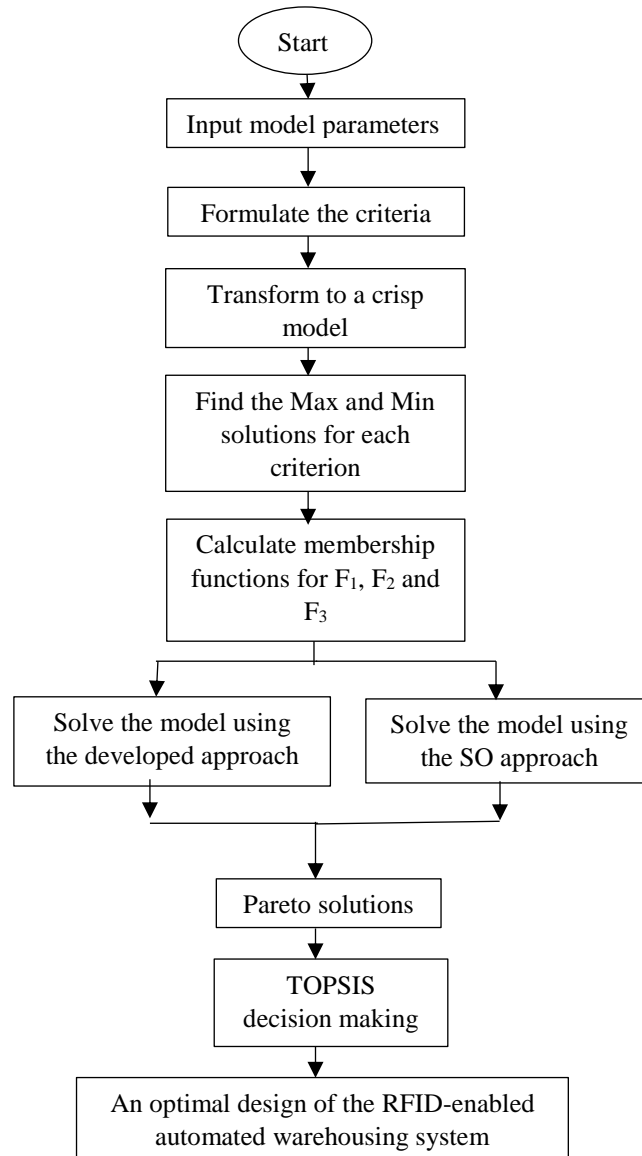 Start
Input model parameters
Formulate the criteria
Transform to a crisp
model
Find the Max and Min
solutions for each
criterion
Calculate membership
functions for F₁, F₂ and
F₃
Solve the model using
the developed approach
Solve the model using
the SO approach
Pareto solutions
TOPSIS
decision making
An optimal design of the RFID-enabled
automated warehousing system